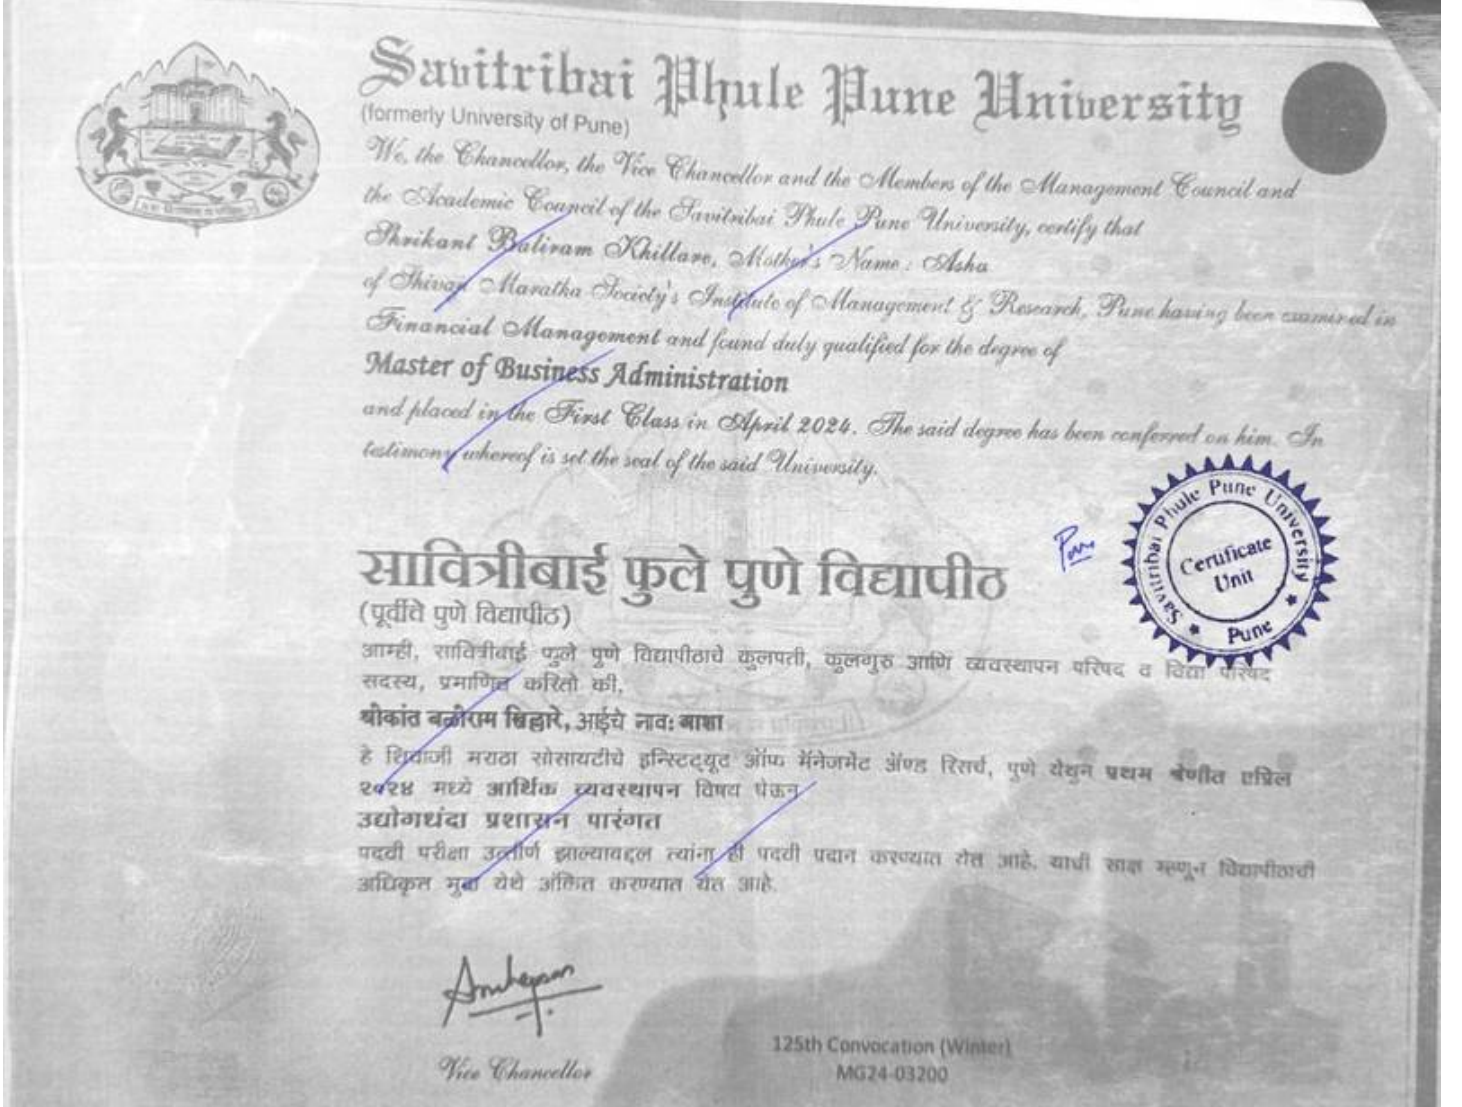 Savitribai Phule Pune University
(formerly University of Pune)
We, the Chancellor, the Vice Chancellor and the Members of the Management Council and
the Academic Council of the Savitribai Phule Pune University, certify that
Shrikant Baliram Khillare, Mother's Name : Asha
of Shivaji Maratha Society's Institute of Management & Research, Pune having been examined in
Financial Management and found duly qualified for the degree of
Master of Business Administration
and placed in the First Class in April 2024. The said degree has been conferred on him. In
testimony whereof is set the seal of the said University.
Savitribai Phule Pune University
Certificate
Unit
Pune
सावित्रीबाई फुले पुणे विद्यापीठ
(पूर्वीचे पुणे विद्यापीठ)
आम्ही, सावित्रीबाई फुले पुणे विद्यापीठाचे कुलपती, कुलगुरु आणि व्यवस्थापन परिषद व विद्या परिषद
सदस्य, प्रमाणित करितो की,
श्रीकांत बळीराम खिल्लारे, आईचे नाव: आशा
हे शिवाजी मराठा सोसायटीचे इन्स्टिट्यूट ऑफ मॅनेजमेंट अ‍ॅण्ड रिसर्च, पुणे येथून प्रथम श्रेणीत एप्रिल
२०२४ मध्ये आर्थिक व्यवस्थापन विषय घेऊन
उद्योगधंदा प्रशासन पारंगत
पदवी परीक्षा उत्तीर्ण झाल्याबद्दल त्यांना ही पदवी प्रदान करण्यात येत आहे. याची साक्ष म्हणून विद्यापीठाची
अधिकृत मुद्रा येथे अंकित करण्यात येत आहे.
Vice Chancellor
125th Convocation (Winter)
MG24-03200